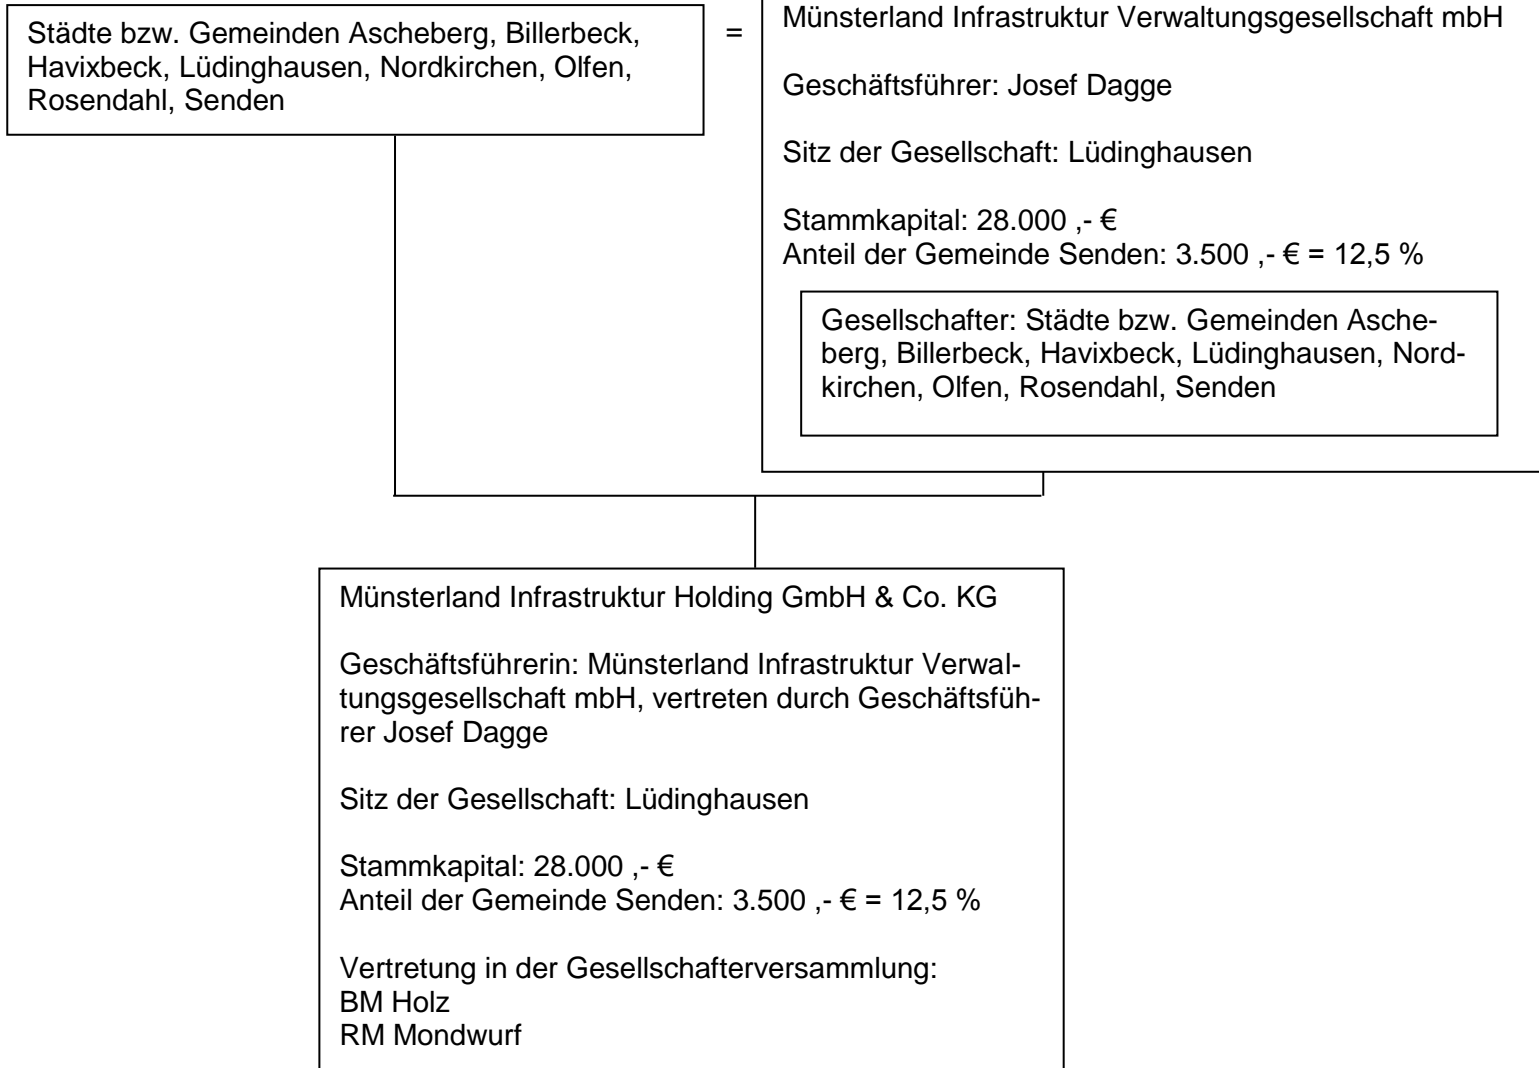 Städte bzw. Gemeinden Ascheberg, Billerbeck,
Havixbeck, Lüdinghausen, Nordkirchen, Olfen,
Rosendahl, Senden
=
Münsterland Infrastruktur Verwaltungsgesellschaft mbH
Geschäftsführer: Josef Dagge
Sitz der Gesellschaft: Lüdinghausen
Stammkapital: 28.000 ,- €
Anteil der Gemeinde Senden: 3.500 ,- € = 12,5 %
Gesellschafter: Städte bzw. Gemeinden Asche-
berg, Billerbeck, Havixbeck, Lüdinghausen, Nord-
kirchen, Olfen, Rosendahl, Senden
Münsterland Infrastruktur Holding GmbH & Co. KG
Geschäftsführerin: Münsterland Infrastruktur Verwal-
tungsgesellschaft mbH, vertreten durch Geschäftsfüh-
rer Josef Dagge
Sitz der Gesellschaft: Lüdinghausen
Stammkapital: 28.000 ,- €
Anteil der Gemeinde Senden: 3.500 ,- € = 12,5 %
Vertretung in der Gesellschafterversammlung:
BM Holz
RM Mondwurf